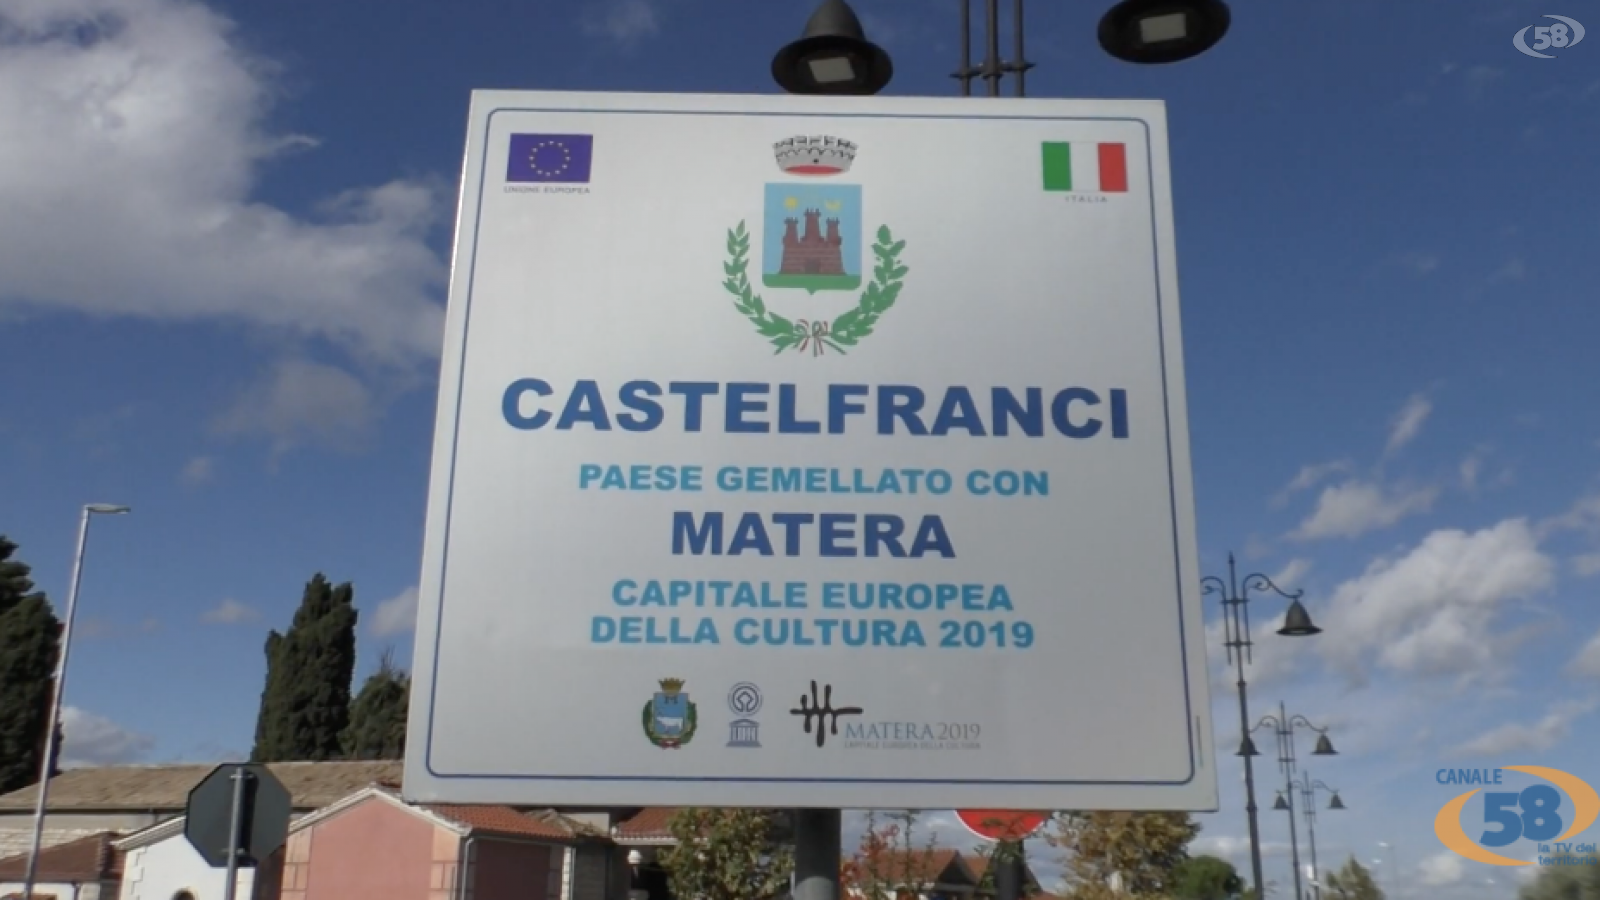 58
UNIONE EUROPEA
ITALIA
CASTELFRANCI
PAESE GEMELLATO CON
MATERA
CAPITALE EUROPEA
DELLA CULTURA 2019
MATERA 2019
CAPITALE EUROPEA DELLA CULTURA
CANALE
58
la TV del
territorio